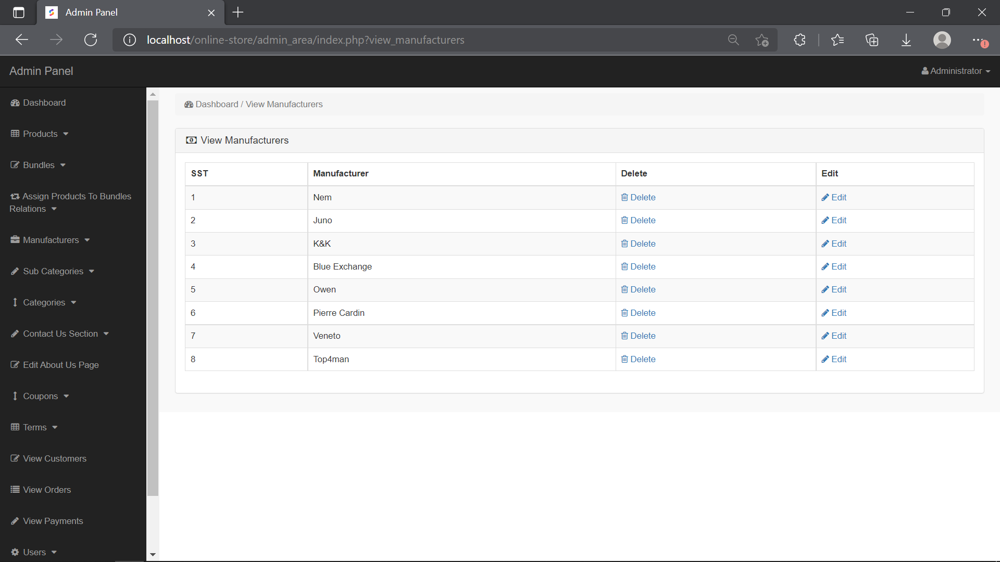 Admin Panel
localhost/online-store/admin_area/index.php?view_manufacturers
Admin Panel
Administrator
Dashboard
Products
Bundles
Assign Products To Bundles
Relations
Manufacturers
Sub Categories
Categories
Contact Us Section
Edit About Us Page
Coupons
Terms
View Customers
View Orders
View Payments
Users
Dashboard / View Manufacturers
View Manufacturers
SST Manufacturer Delete Edit
1 Nem Delete Edit
2 Juno Delete Edit
3 K&K Delete Edit
4 Blue Exchange Delete Edit
5 Owen Delete Edit
6 Pierre Cardin Delete Edit
7 Veneto Delete Edit
8 Top4man Delete Edit